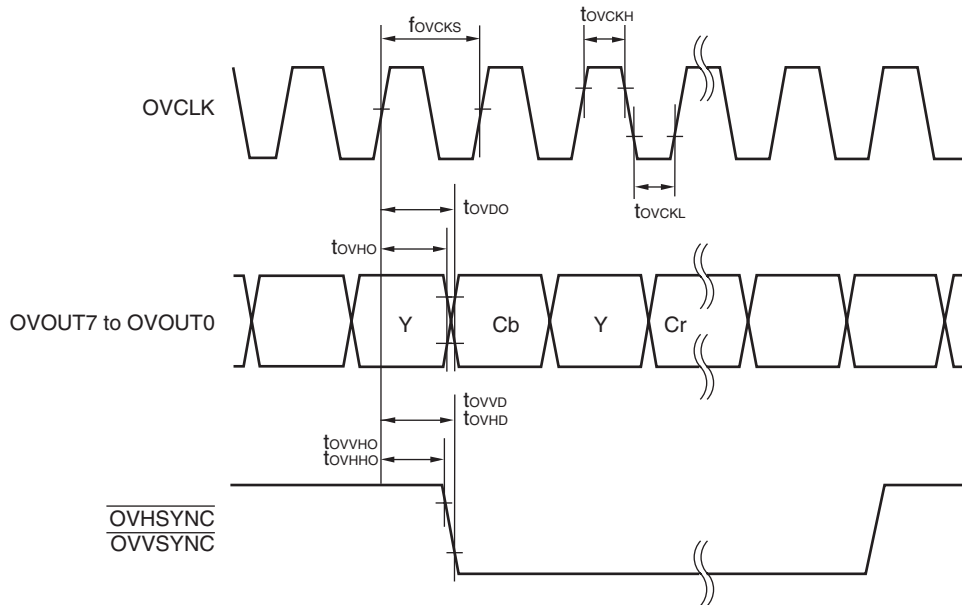 fOVCKS
tOVCKH
OVCLK
tOVDO
tOVCKL
tOVHO
OVOUT7 to OVOUT0
Y
Cb
Y
Cr
tOVVD
tOVHD
tOVVHO
tOVHHO
OVHSYNC
OVVSYNC